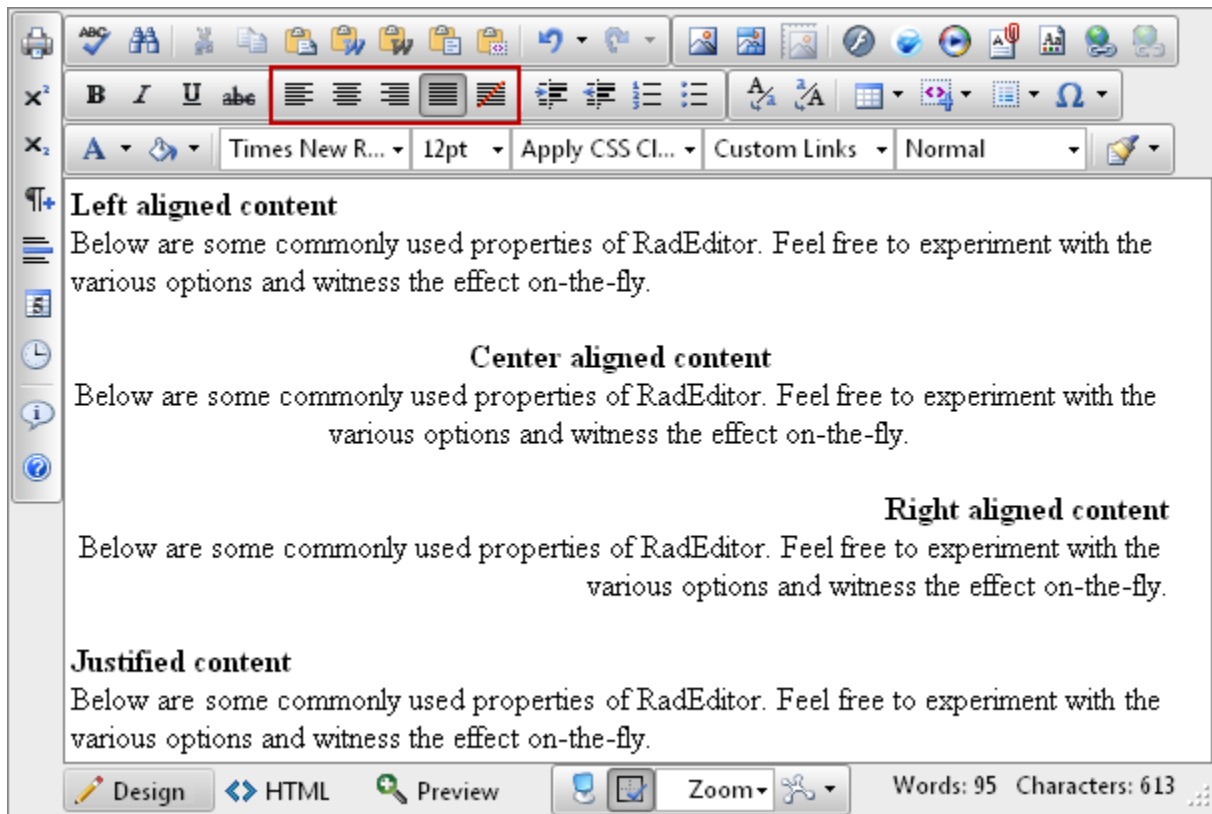 ABC
B I U abc
A Times New R... 12pt Apply CSS Cl... Custom Links Normal
Left aligned content
Below are some commonly used properties of RadEditor. Feel free to experiment with the
various options and witness the effect on-the-fly.
Center aligned content
Below are some commonly used properties of RadEditor. Feel free to experiment with the
various options and witness the effect on-the-fly.
Right aligned content
Below are some commonly used properties of RadEditor. Feel free to experiment with the
various options and witness the effect on-the-fly.
Justified content
Below are some commonly used properties of RadEditor. Feel free to experiment with the
various options and witness the effect on-the-fly.
Design HTML Preview Zoom Words: 95 Characters: 613